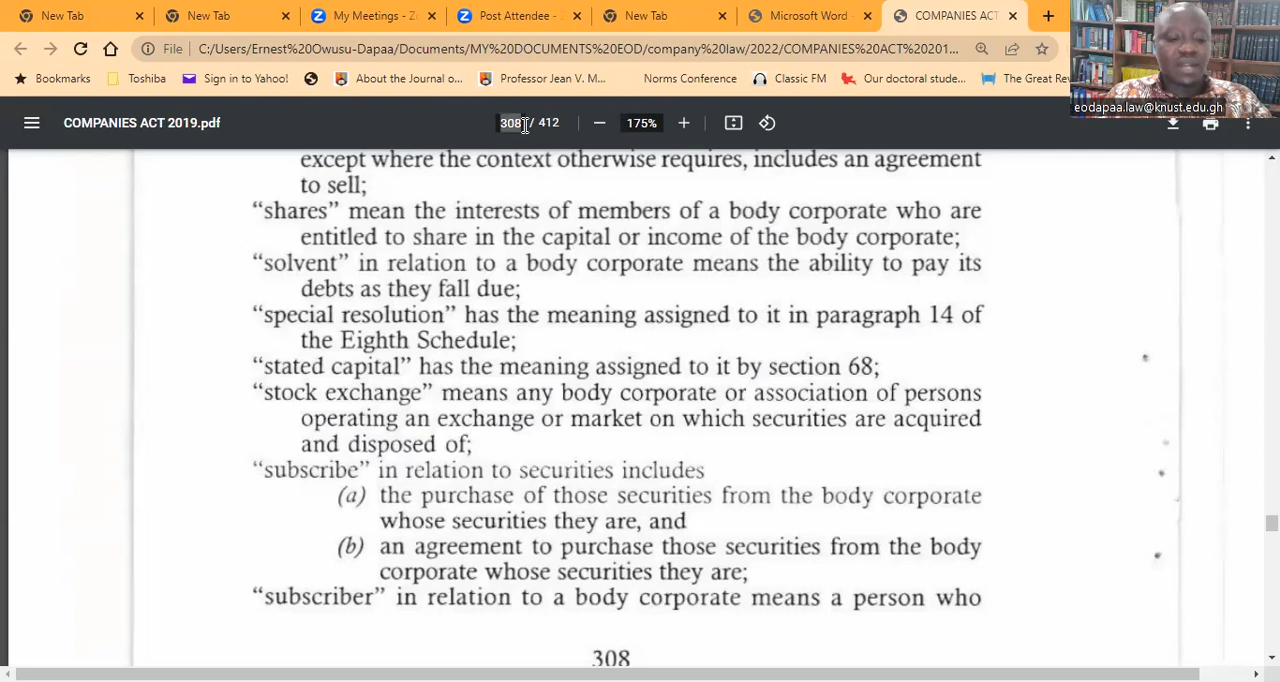 New Tab
New Tab
My Meetings - Z
Post Attendee -
New Tab
Microsoft Word -
COMPANIES ACT
File
C:/Users/Ernest%20Owusu-Dapaa/Documents/MY%20DOCUMENTS%20EOD/company%20law/2022/COMPANIES%20ACT%20201...
Bookmarks
Toshiba
Sign in to Yahoo!
About the Journal o...
Professor Jean V. M...
Norms Conference
Classic FM
Our doctoral stude...
The Great Rev
eodapaa.law@knust.edu.gh
COMPANIES ACT 2019.pdf
308 / 412
175%
except where the context otherwise requires, includes an agreement
to sell;
“shares” mean the interests of members of a body corporate who are
entitled to share in the capital or income of the body corporate;
“solvent” in relation to a body corporate means the ability to pay its
debts as they fall due;
“special resolution” has the meaning assigned to it in paragraph 14 of
the Eighth Schedule;
“stated capital” has the meaning assigned to it by section 68;
“stock exchange” means any body corporate or association of persons
operating an exchange or market on which securities are acquired
and disposed of;
“subscribe” in relation to securities includes
(a) the purchase of those securities from the body corporate
whose securities they are, and
(b) an agreement to purchase those securities from the body
corporate whose securities they are;
“subscriber” in relation to a body corporate means a person who
308